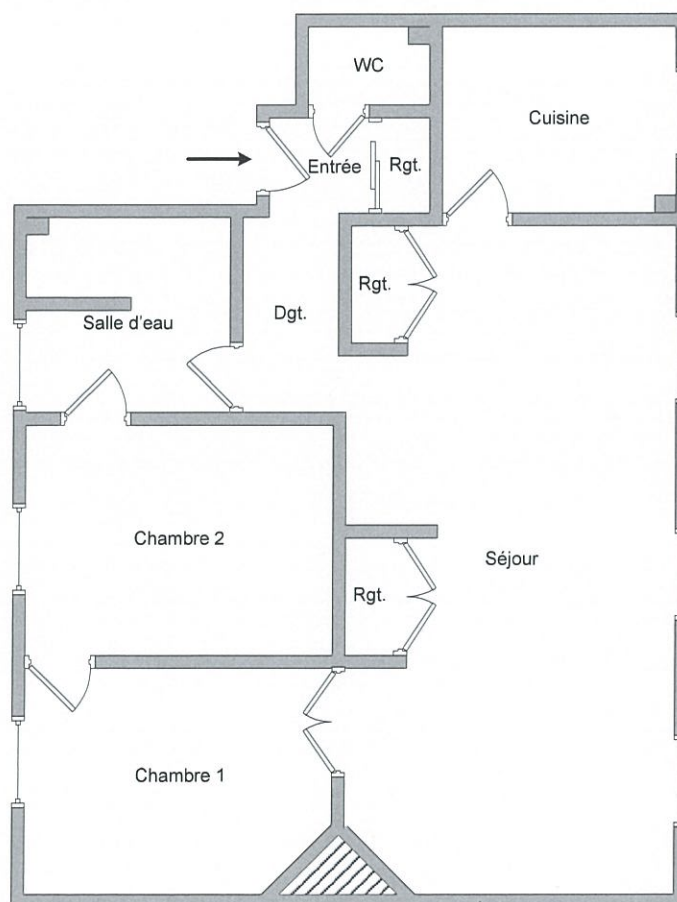 WC
Cuisine
Entrée
Rgt.
Rgt.
Dgt.
Salle d'eau
Chambre 2
Séjour
Rgt.
Chambre 1